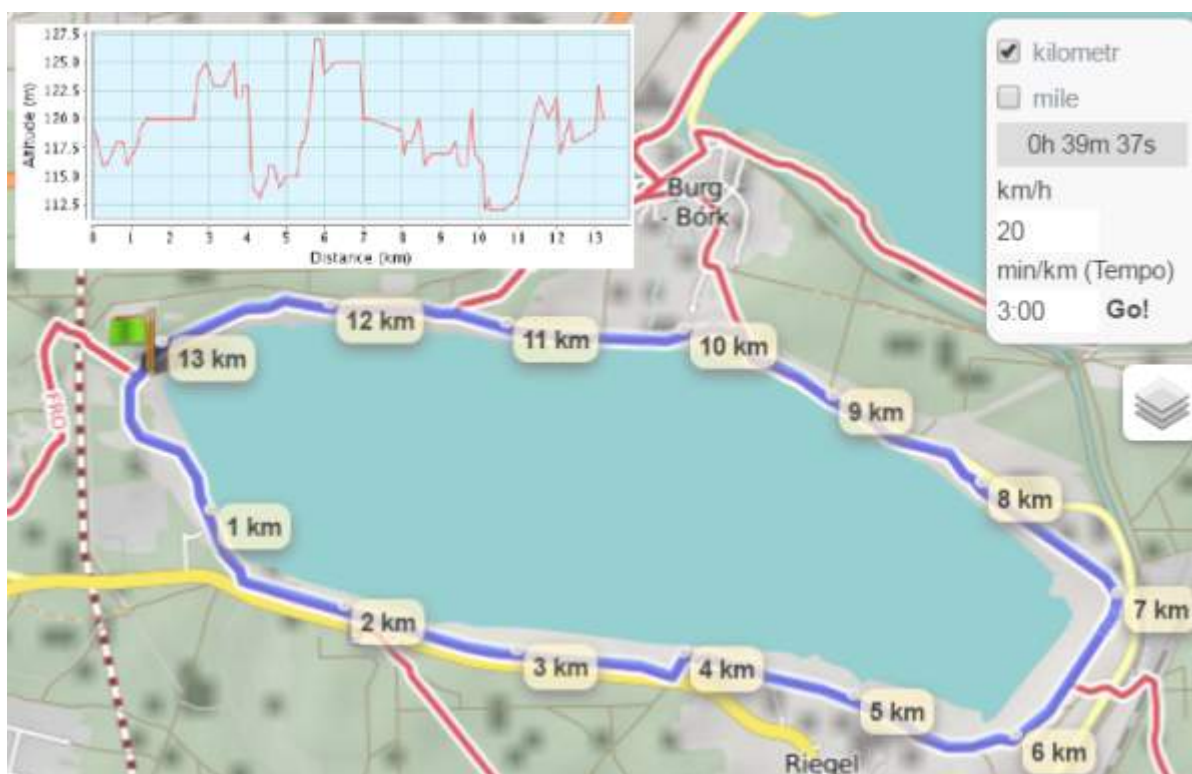 127.5
125.0
122.5
120.0
117.5
115.0
112.5
Altitude (m)
0 1 2 3 4 5 6 7 8 9 10 11 12 13
Distance (km)
kilometr
mile
0h 39m 37s
km/h
20
min/km (Tempo)
3:00 Go!
Burg
- Bork
FRO
12 km
11 km
10 km
13 km
9 km
8 km
1 km
7 km
2 km
3 km
4 km
5 km
6 km
Riegel